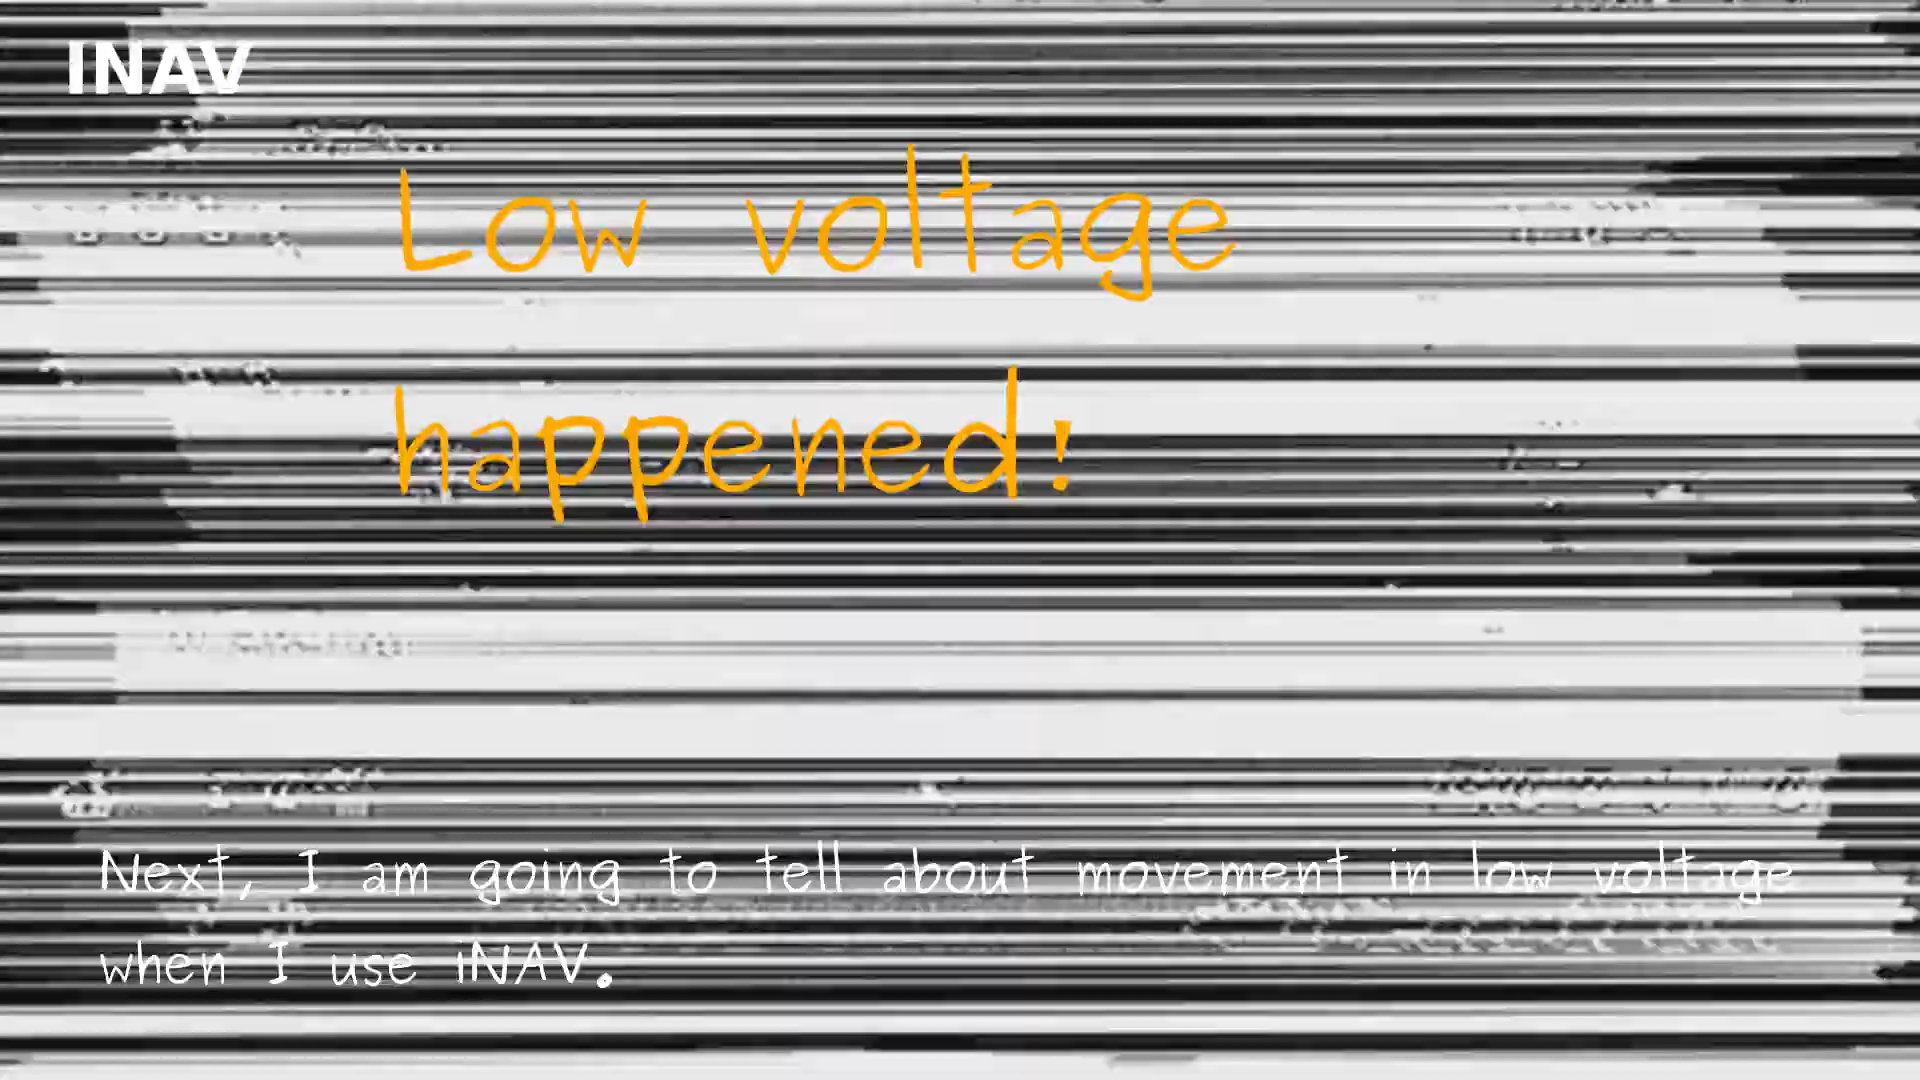 INAV
Low voltage
happened!
Next, I am going to tell about movement in low voltage
when I use iNAV.